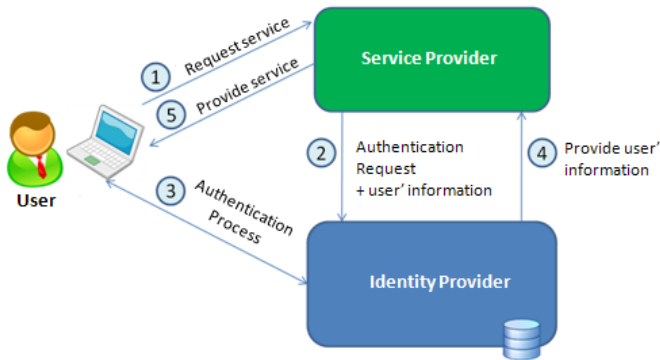 Service Provider
1
Request service
5
Provide service
2
Authentication
Request
+ user' information
4
Provide user'
information
User
3
Authentication
Process
Identity Provider